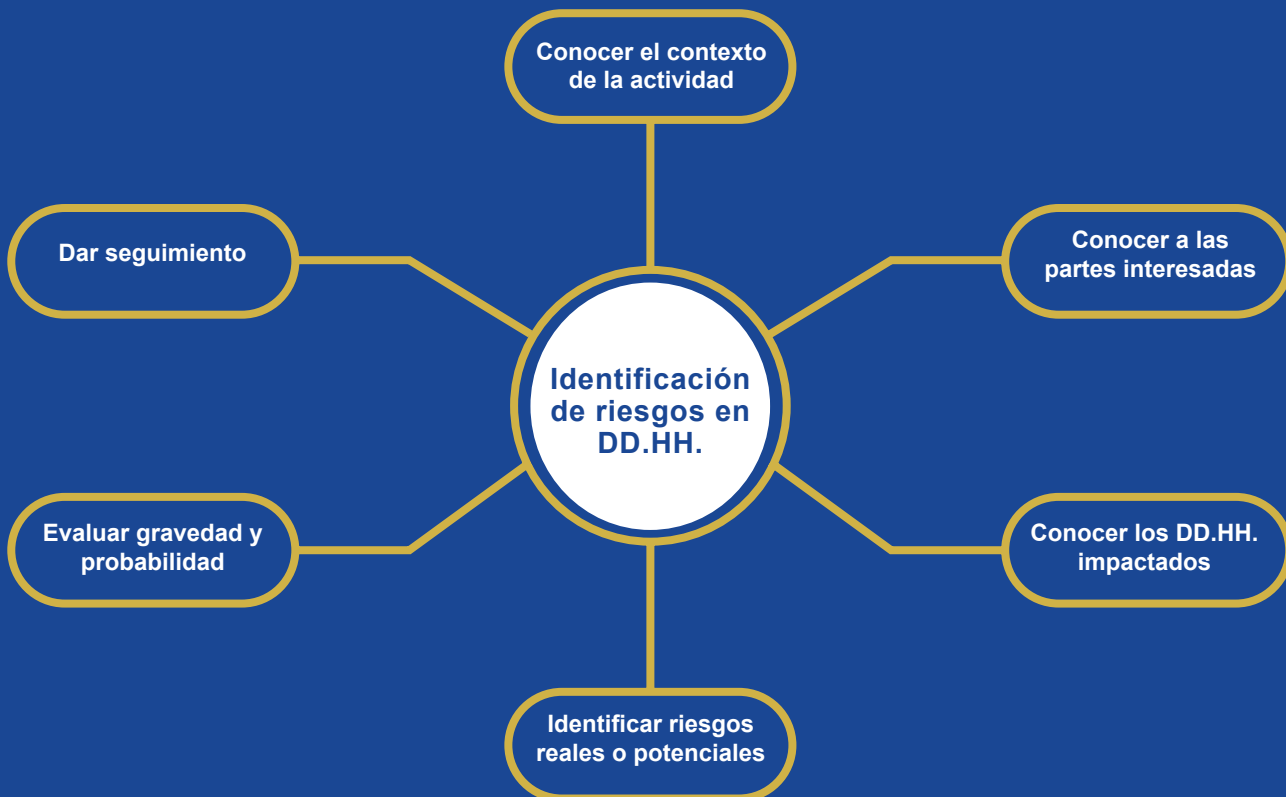 Conocer el contexto
de la actividad
Conocer a las
partes interesadas
Conocer los DD.HH.
impactados
Identificar riesgos
reales o potenciales
Evaluar gravedad y
probabilidad
Dar seguimiento
Identificación
de riesgos en
DD.HH.